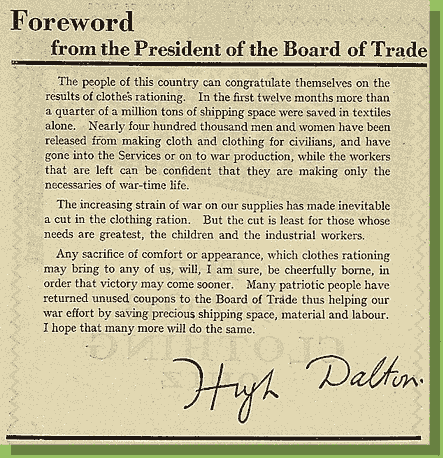 Foreword
from the President of the Board of Trade
The people of this country can congratulate themselves on the
results of clothes rationing. In the first twelve months more than
a quarter of a million tons of shipping space were saved in textiles
alone. Nearly four hundred thousand men and women have been
released from making cloth and clothing for civilians, and have
gone into the Services or on to war production, while the workers
that are left can be confident that they are making only the
necessaries of war-time life.
The increasing strain of war on our supplies has made inevitable
a cut in the clothing ration. But the cut is least for those whose
needs are greatest, the children and the industrial workers.
Any sacrifice of comfort or appearance, which clothes rationing
may bring to any of us, will, I am sure, be cheerfully borne, in
order that victory may come sooner. Many patriotic people have
returned unused coupons to the Board of Trade thus helping our
war effort by saving precious shipping space, material and labour.
I hope that many more will do the same.
CLOTHING
Hugh Dalton.